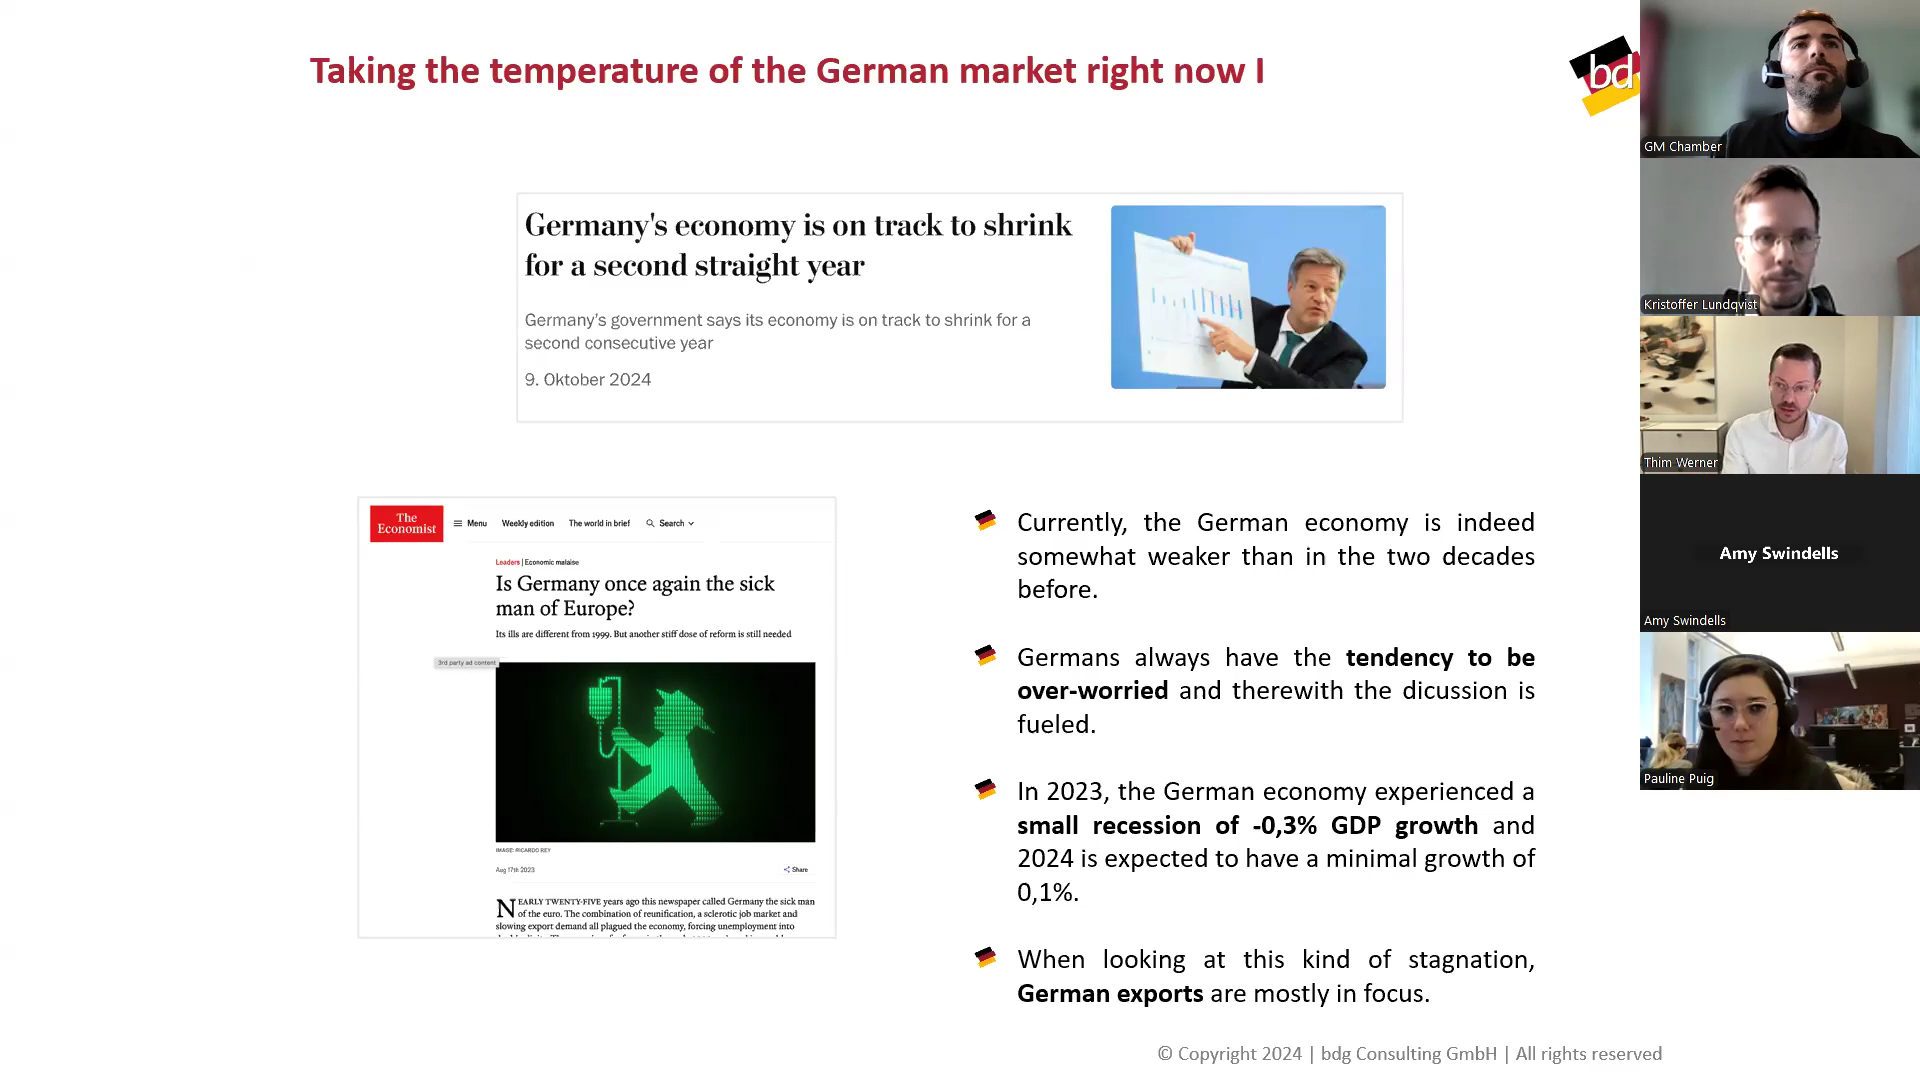 Taking the temperature of the German market right now I
bd
Germany's economy is on track to shrink
for a second straight year
Germany's government says its economy is on track to shrink for a
second consecutive year
9. Oktober 2024
The
Economist
Menu
Weekly edition
The world in brief
Search
Leaders | Economic malaise
Is Germany once again the sick
man of Europe?
Its ills are different from 1999. But another stiff dose of reform is still needed
3rd party ad content
IMAGE: RICARDO REY
Aug 17th 2023
Share
NEARLY TWENTY-FIVE years ago this newspaper called Germany the sick man
of the euro. The combination of reunification, a sclerotic job market and
slowing export demand all plagued the economy, forcing unemployment into
Currently, the German economy is indeed
somewhat weaker than in the two decades
before.
Germans always have the tendency to be
over-worried and therewith the dicussion is
fueled.
In 2023, the German economy experienced a
small recession of -0,3% GDP growth and
2024 is expected to have a minimal growth of
0,1%.
When looking at this kind of stagnation,
German exports are mostly in focus.
© Copyright 2024 | bdg Consulting GmbH | All rights reserved
GM Chamber
Kristoffer Lundqvist
Thim Werner
Amy Swindells
Amy Swindells
Pauline Puig